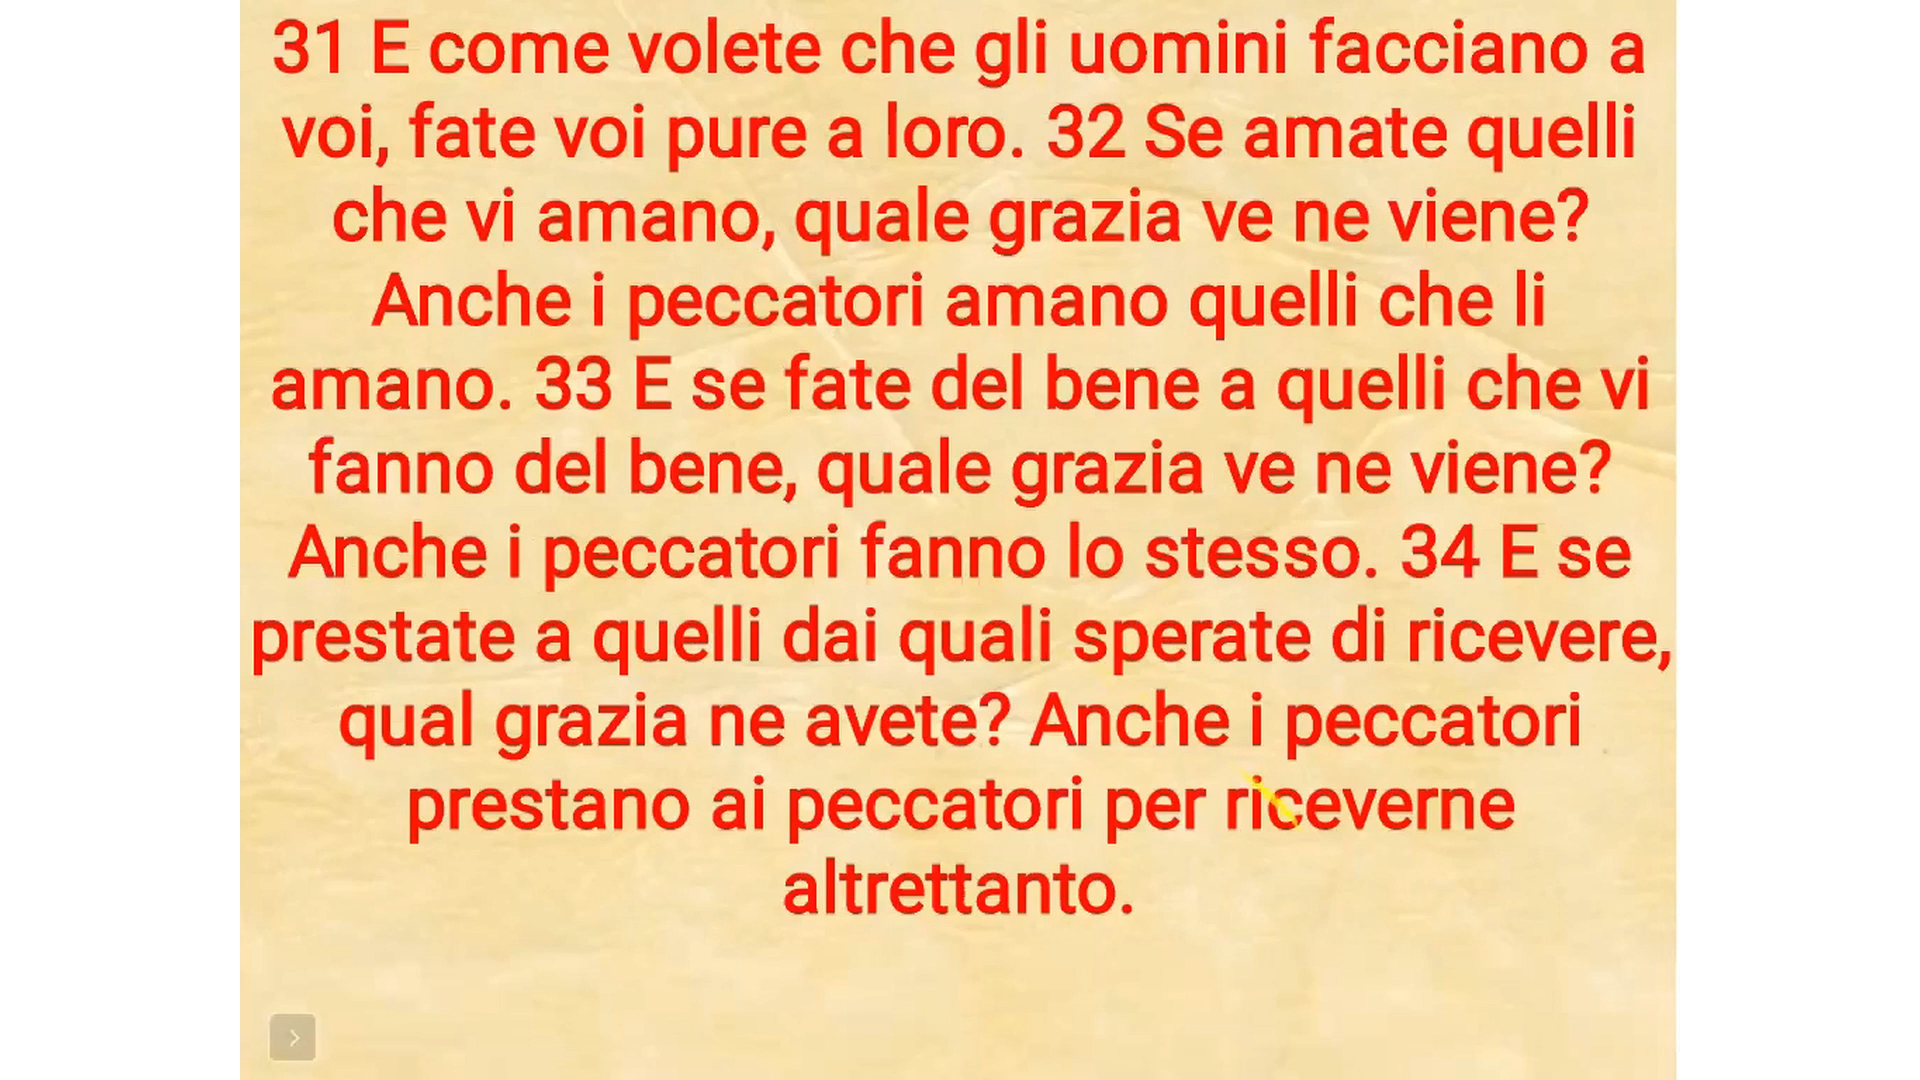 31 E come volete che gli uomini facciano a
voi, fate voi pure a loro. 32 Se amate quelli
che vi amano, quale grazia ve ne viene?
Anche i peccatori amano quelli che li
amano. 33 E se fate del bene a quelli che vi
fanno del bene, quale grazia ve ne viene?
Anche i peccatori fanno lo stesso. 34 E se
prestate a quelli dai quali sperate di ricevere,
qual grazia ne avete? Anche i peccatori
prestano ai peccatori per riceverne
altrettanto.